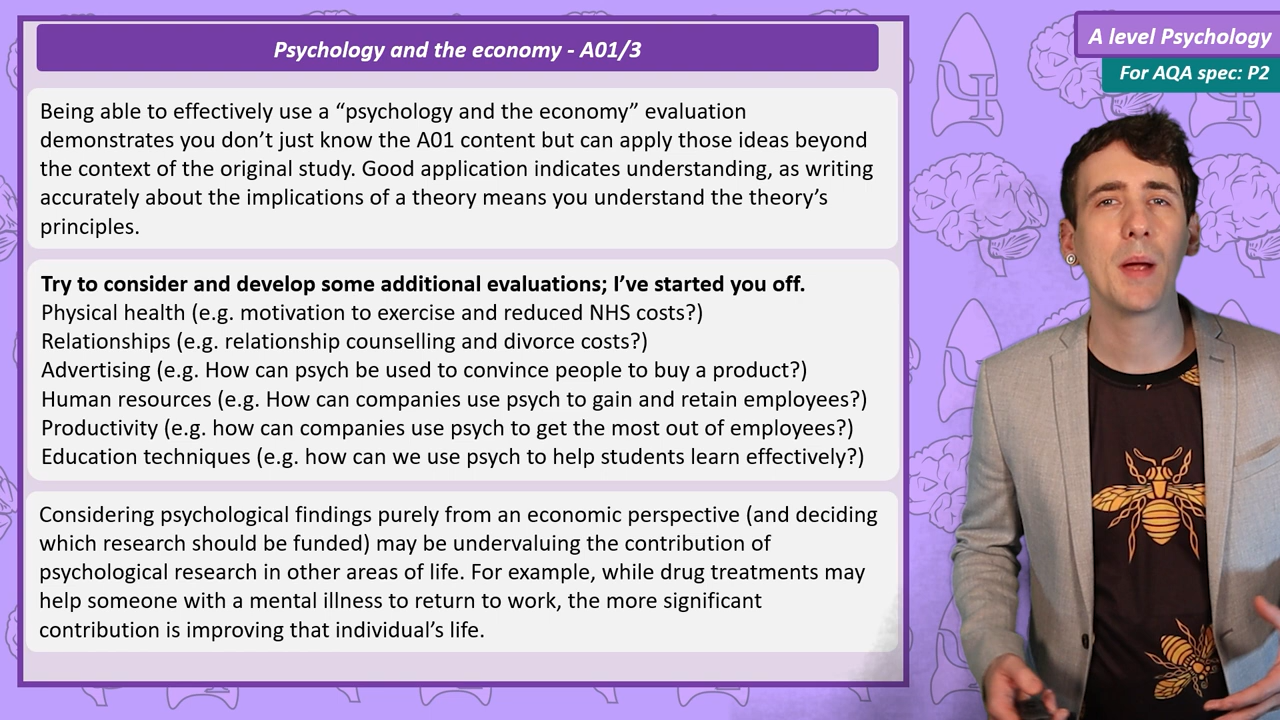 Psychology and the economy - A01/3
A level Psychology
For AQA spec: P2
Being able to effectively use a “psychology and the economy” evaluation
demonstrates you don’t just know the A01 content but can apply those ideas beyond
the context of the original study. Good application indicates understanding, as writing
accurately about the implications of a theory means you understand the theory’s
principles.
Try to consider and develop some additional evaluations; I’ve started you off.
Physical health (e.g. motivation to exercise and reduced NHS costs?)
Relationships (e.g. relationship counselling and divorce costs?)
Advertising (e.g. How can psych be used to convince people to buy a product?)
Human resources (e.g. How can companies use psych to gain and retain employees?)
Productivity (e.g. how can companies use psych to get the most out of employees?)
Education techniques (e.g. how can we use psych to help students learn effectively?)
Considering psychological findings purely from an economic perspective (and deciding
which research should be funded) may be undervaluing the contribution of
psychological research in other areas of life. For example, while drug treatments may
help someone with a mental illness to return to work, the more significant
contribution is improving that individual’s life.